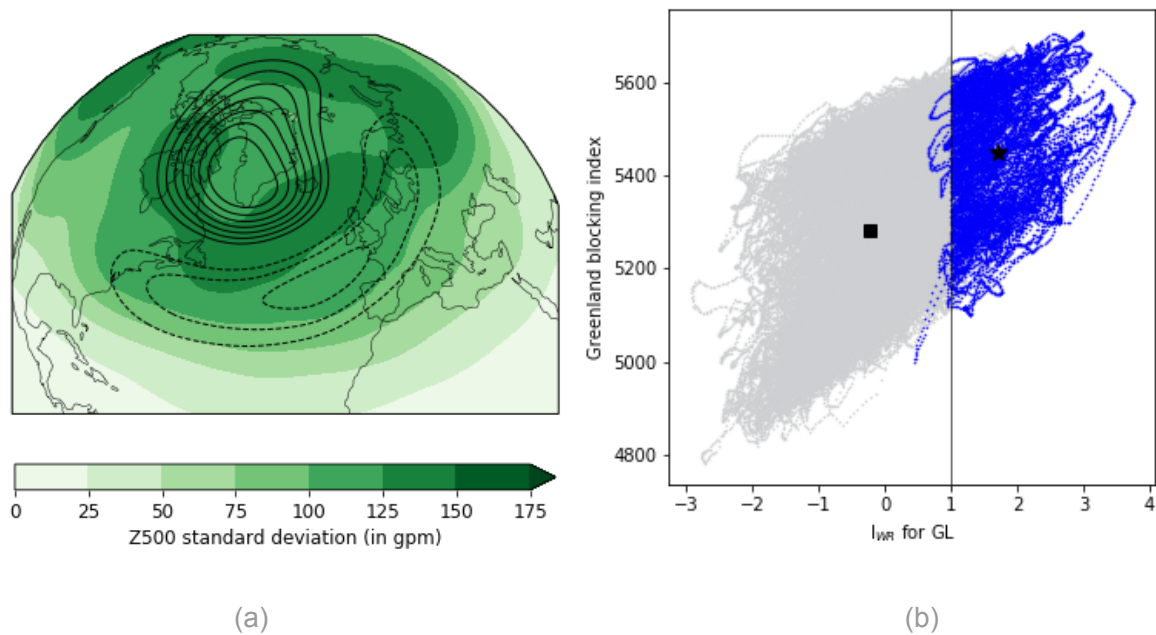 0 25 50 75 100 125 150 175
Z500 standard deviation (in gpm)
(a)
Greenland blocking index
5600
5400
5200
5000
4800
−3 −2 −1 0 1 2 3 4
I_WR for GL
(b)